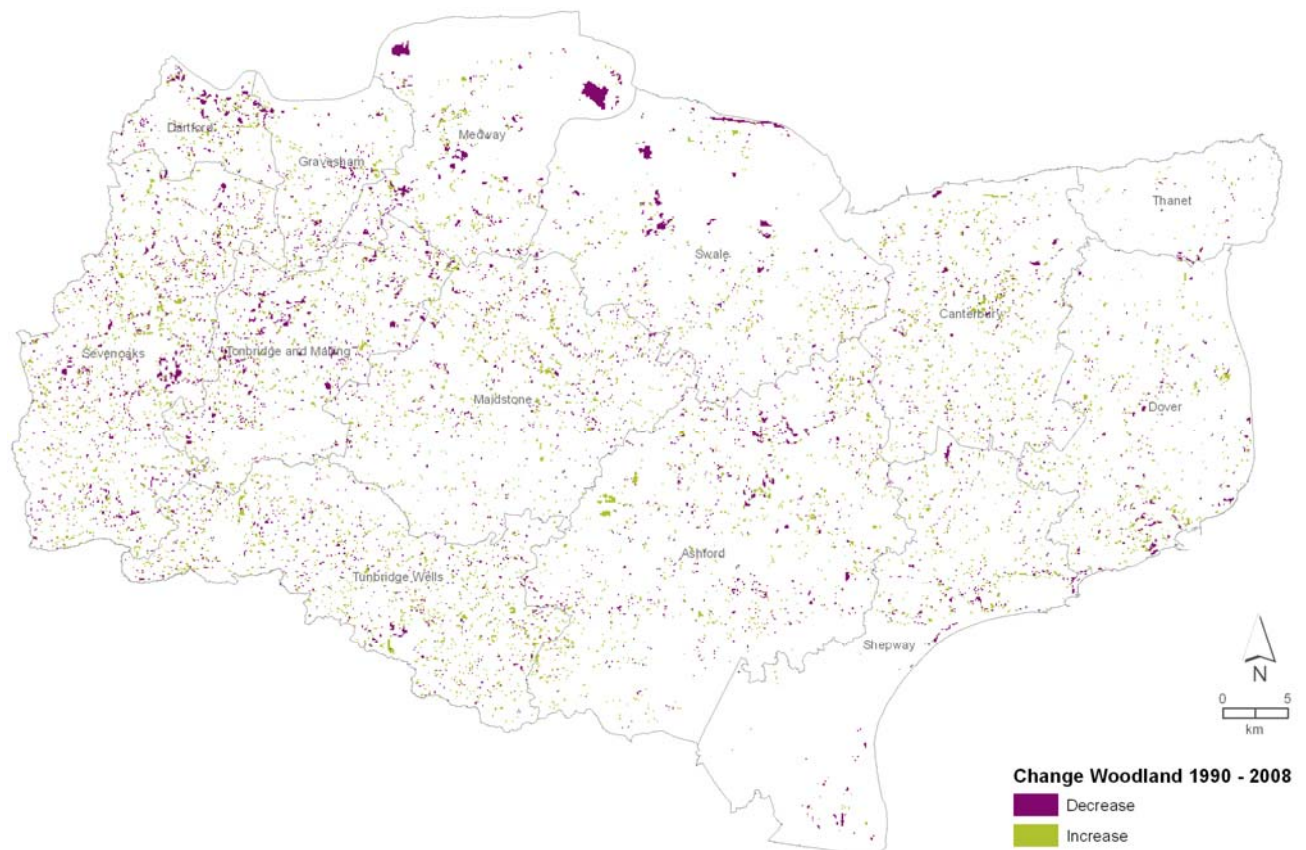 Dartford
Gravesham
Medway
Thanet
Swale
Canterbury
Sevenoaks
Tonbridge and Malling
Maidstone
Dover
Ashford
Tunbridge Wells
Shepway
N
0 5
km
Change Woodland 1990 - 2008
Decrease
Increase